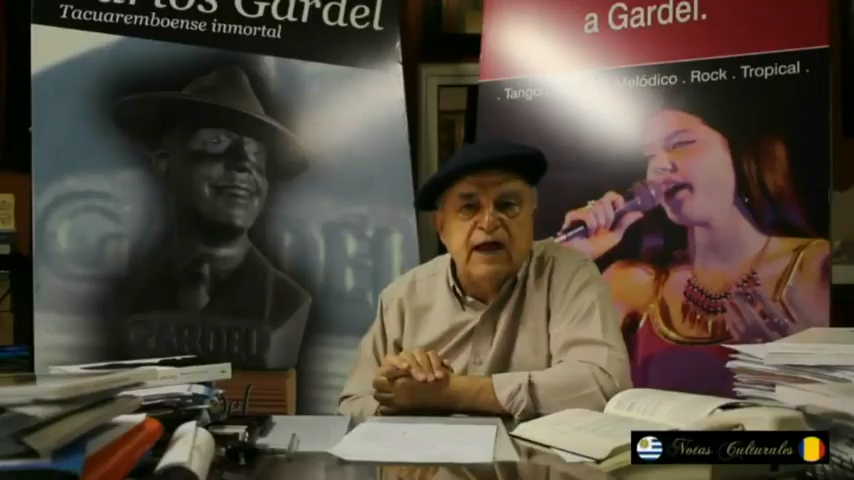 Carlos Gardel
Tacuaremboense inmortal
GARDEL
a Gardel.
. Tango Melódico . Rock . Tropical .
Notas Culturales